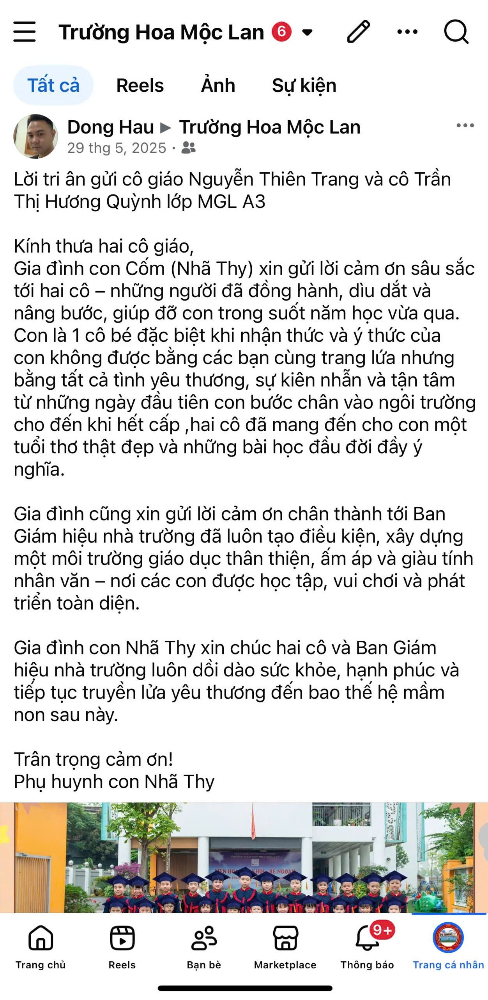 Trường Hoa Mộc Lan 6
Tất cả Reels Ảnh Sự kiện
Dong Hau ▸ Trường Hoa Mộc Lan
29 thg 5, 2025 ·
Lời tri ân gửi cô giáo Nguyễn Thiên Trang và cô Trần
Thị Hương Quỳnh lớp MGL A3
Kính thưa hai cô giáo,
Gia đình con Cốm (Nhã Thy) xin gửi lời cảm ơn sâu sắc
tới hai cô – những người đã đồng hành, dìu dắt và
nâng bước, giúp đỡ con trong suốt năm học vừa qua.
Con là 1 cô bé đặc biệt khi nhận thức và ý thức của
con không được bằng các bạn cùng trang lứa nhưng
bằng tất cả tình yêu thương, sự kiên nhẫn và tận tâm
từ những ngày đầu tiên con bước chân vào ngôi trường
cho đến khi hết cấp ,hai cô đã mang đến cho con một
tuổi thơ thật đẹp và những bài học đầu đời đầy ý
nghĩa.
Gia đình cũng xin gửi lời cảm ơn chân thành tới Ban
Giám hiệu nhà trường đã luôn tạo điều kiện, xây dựng
một môi trường giáo dục thân thiện, ấm áp và giàu tính
nhân văn – nơi các con được học tập, vui chơi và phát
triển toàn diện.
Gia đình con Nhã Thy xin chúc hai cô và Ban Giám
hiệu nhà trường luôn dồi dào sức khỏe, hạnh phúc và
tiếp tục truyền lửa yêu thương đến bao thế hệ mầm
non sau này.
Trân trọng cảm ơn!
Phụ huynh con Nhã Thy
KHOẺ BÉ NGOAN
9+
Trang chủ Reels Bạn bè Marketplace Thông báo Trang cá nhân